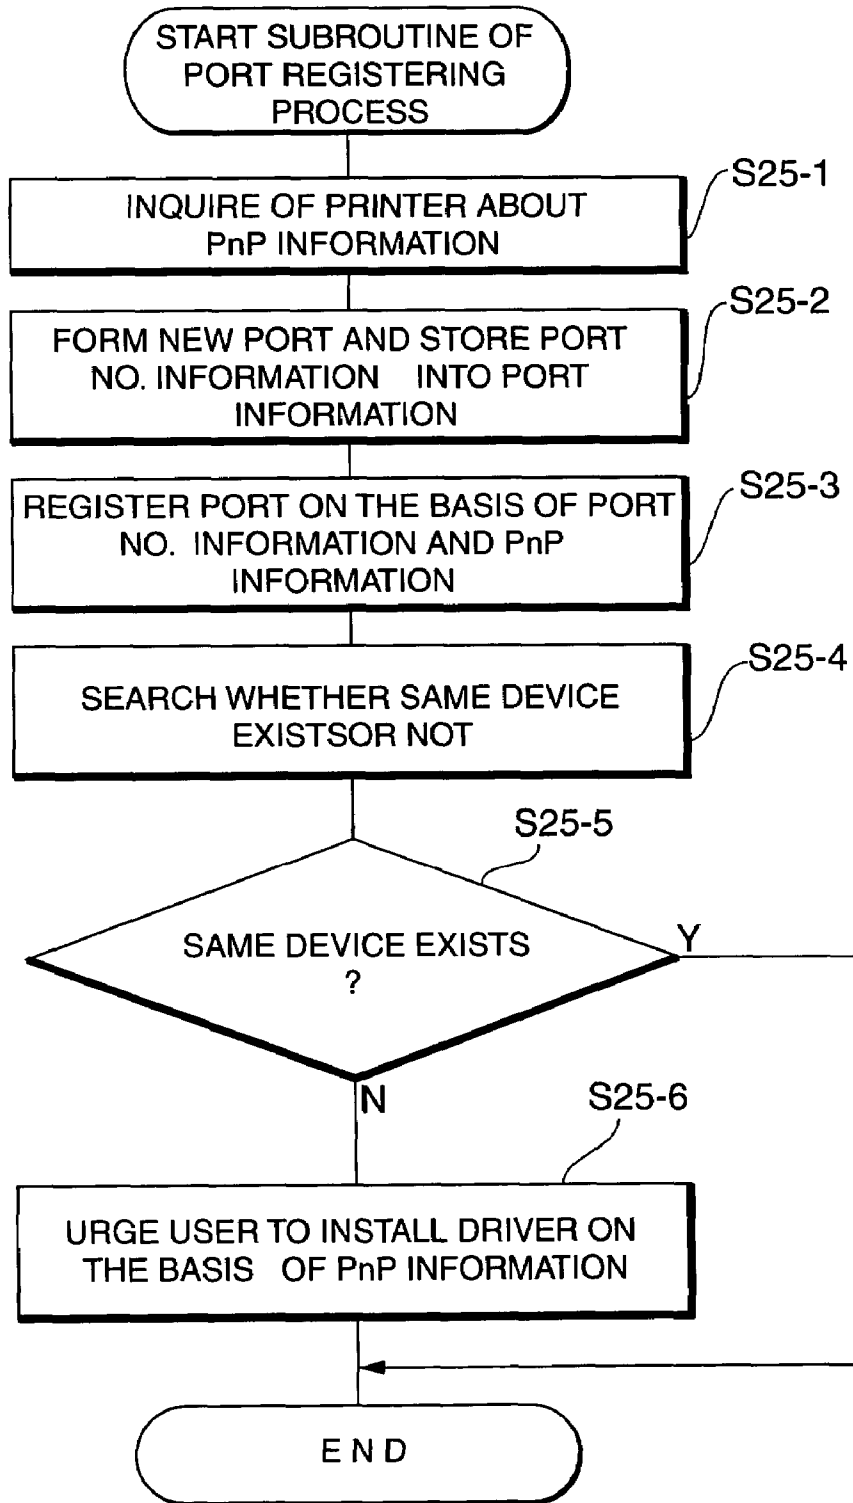 START SUBROUTINE OF
PORT REGISTERING
PROCESS
S25-1
INQUIRE OF PRINTER ABOUT
PnP INFORMATION
S25-2
FORM NEW PORT AND STORE PORT
NO. INFORMATION INTO PORT
INFORMATION
S25-3
REGISTER PORT ON THE BASIS OF PORT
NO. INFORMATION AND PnP
INFORMATION
S25-4
SEARCH WHETHER SAME DEVICE
EXISTSOR NOT
S25-5
SAME DEVICE EXISTS
?
Y
N
S25-6
URGE USER TO INSTALL DRIVER ON
THE BASIS OF PnP INFORMATION
E N D